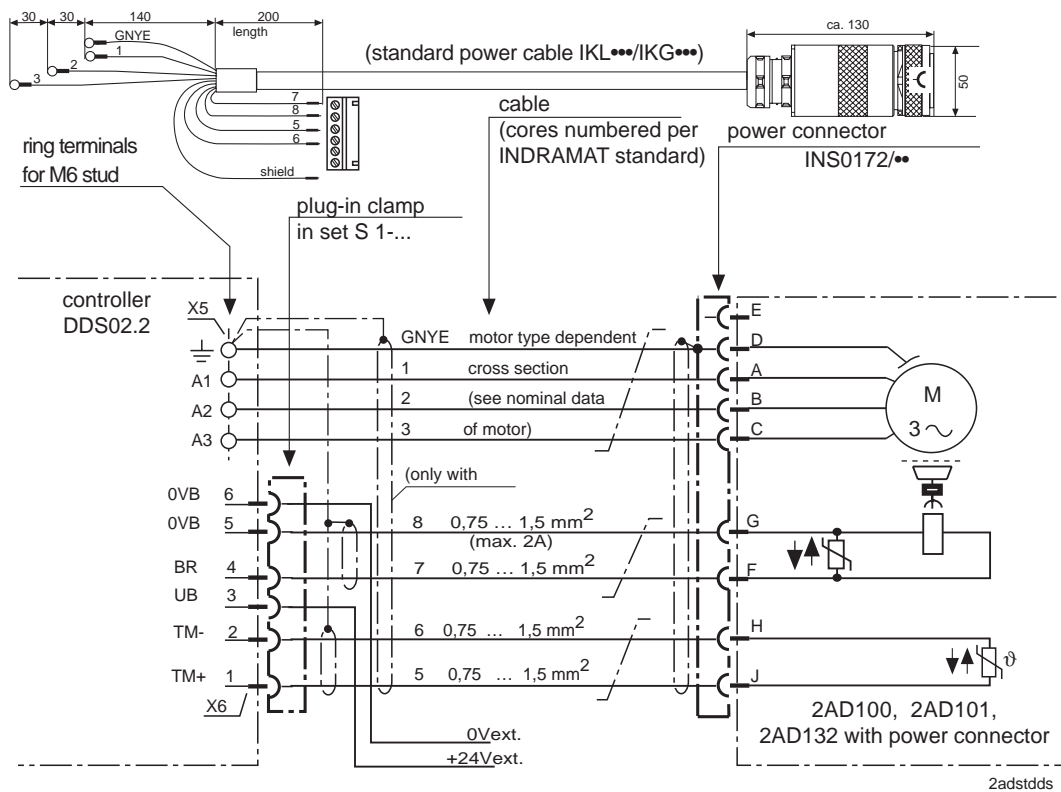 30 30 140 200 ca. 130
GNYE length
1 (standard power cable IKL•••/IKG•••)
2
3
50
7
8
5
6
shield
ring terminals
for M6 stud
cable
(cores numbered per
INDRAMAT standard)
power connector
INS0172/••
plug-in clamp
in set S 1-...
controller
DDS02.2
X5
E
GNYE motor type dependent D
A1 1 cross section A
A2 2 (see nominal data B
A3 3 of motor) C
M
3
(only with
0VB 6
0VB 5 8 0,75 ... 1,5 mm2 G
(max. 2A)
BR 4 7 0,75 ... 1,5 mm2 F
UB 3
TM- 2 6 0,75 ... 1,5 mm2 H
TM+ 1 5 0,75 ... 1,5 mm2 J
ϑ
X6
2AD100, 2AD101,
2AD132 with power connector
0Vext.
+24Vext.
2adstdds